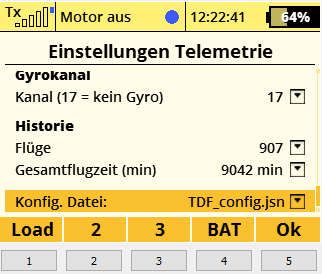 Tx Motor aus 12:22:41 64%
Einstellungen Telemetrie
Gyrokanal
Kanal (17 = kein Gyro) 17
Historie
Flüge 907
Gesamtflugzeit (min) 9042 min
Konfig. Datei: TDF_config.jsn
Load 2 3 BAT Ok
1 2 3 4 5